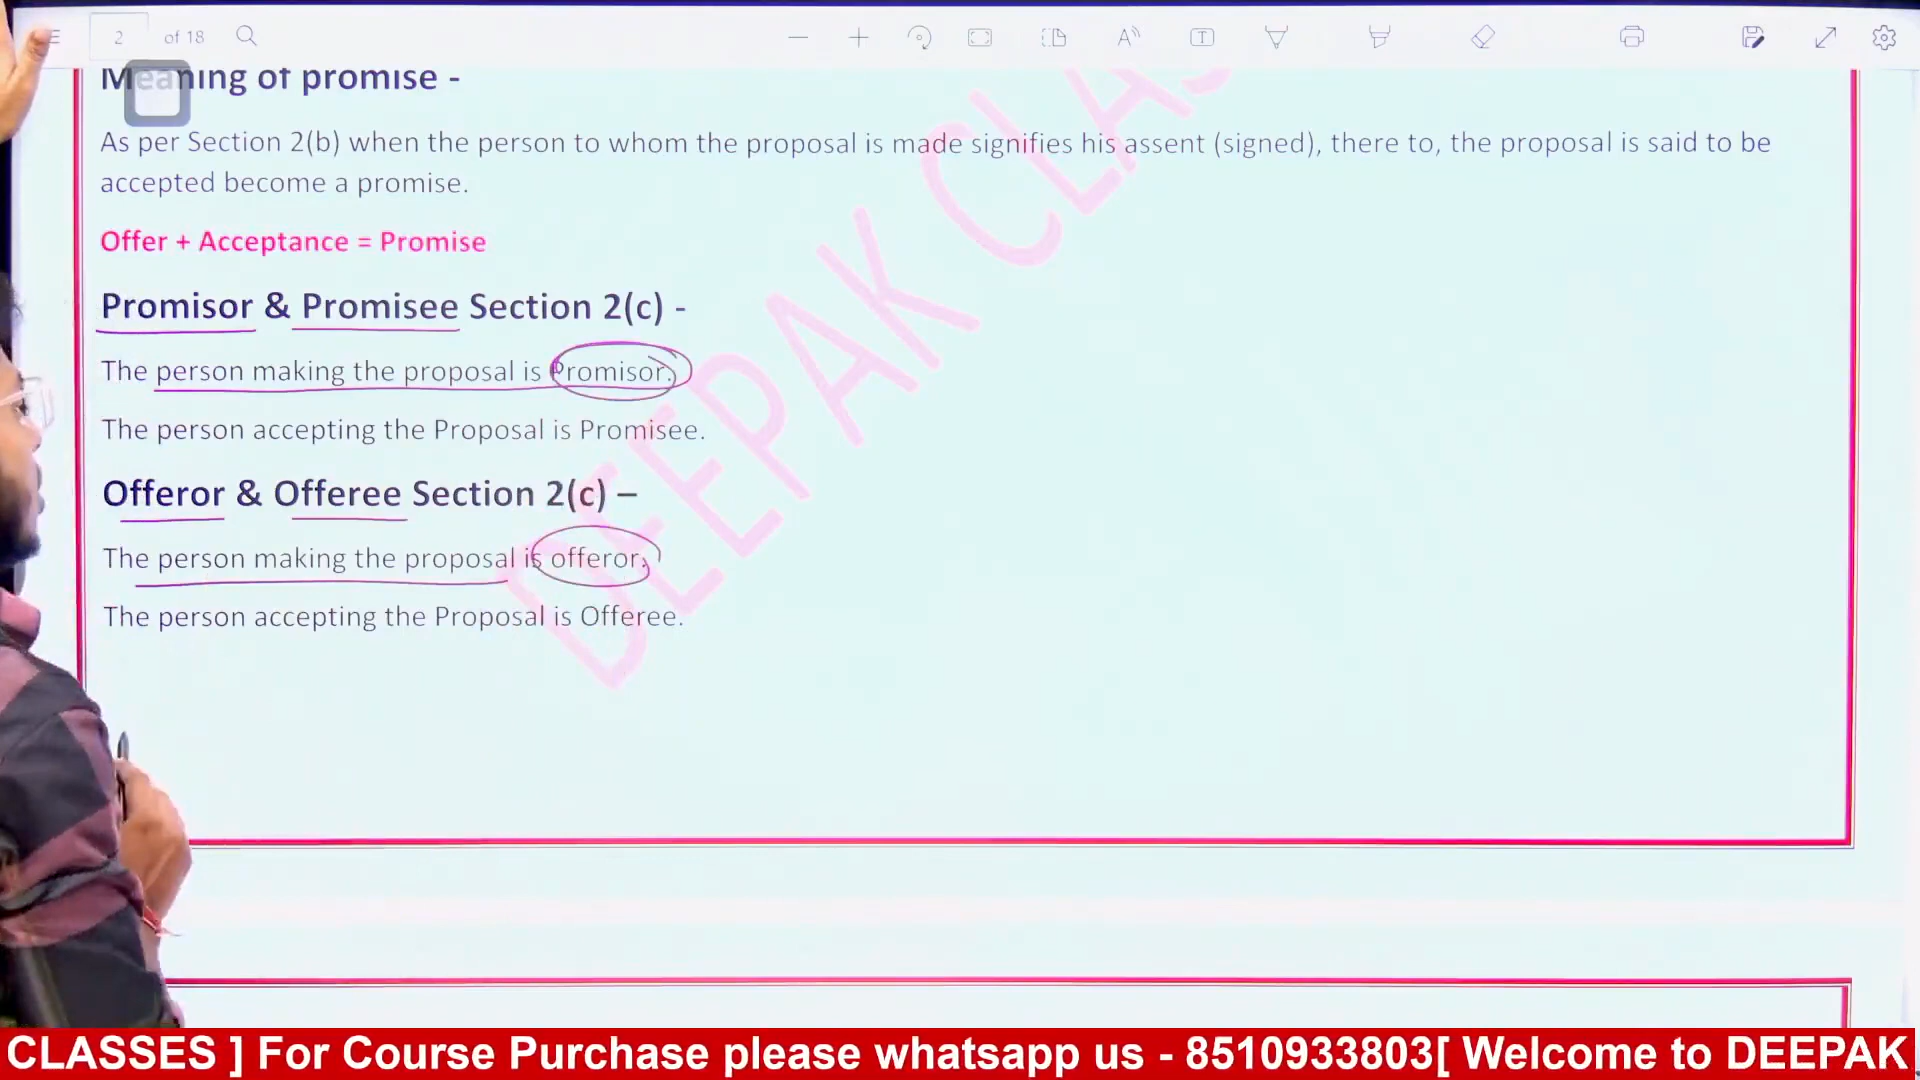 2 of 18
Meaning of promise -
As per Section 2(b) when the person to whom the proposal is made signifies his assent (signed), there to, the proposal is said to be
accepted become a promise.
Offer + Acceptance = Promise
Promisor & Promisee Section 2(c) -
The person making the proposal is Promisor.
The person accepting the Proposal is Promisee.
Offeror & Offeree Section 2(c) –
The person making the proposal is offeror.
The person accepting the Proposal is Offeree.
DEEPAK CLAS
CLASSES ] For Course Purchase please whatsapp us - 8510933803[ Welcome to DEEPAK